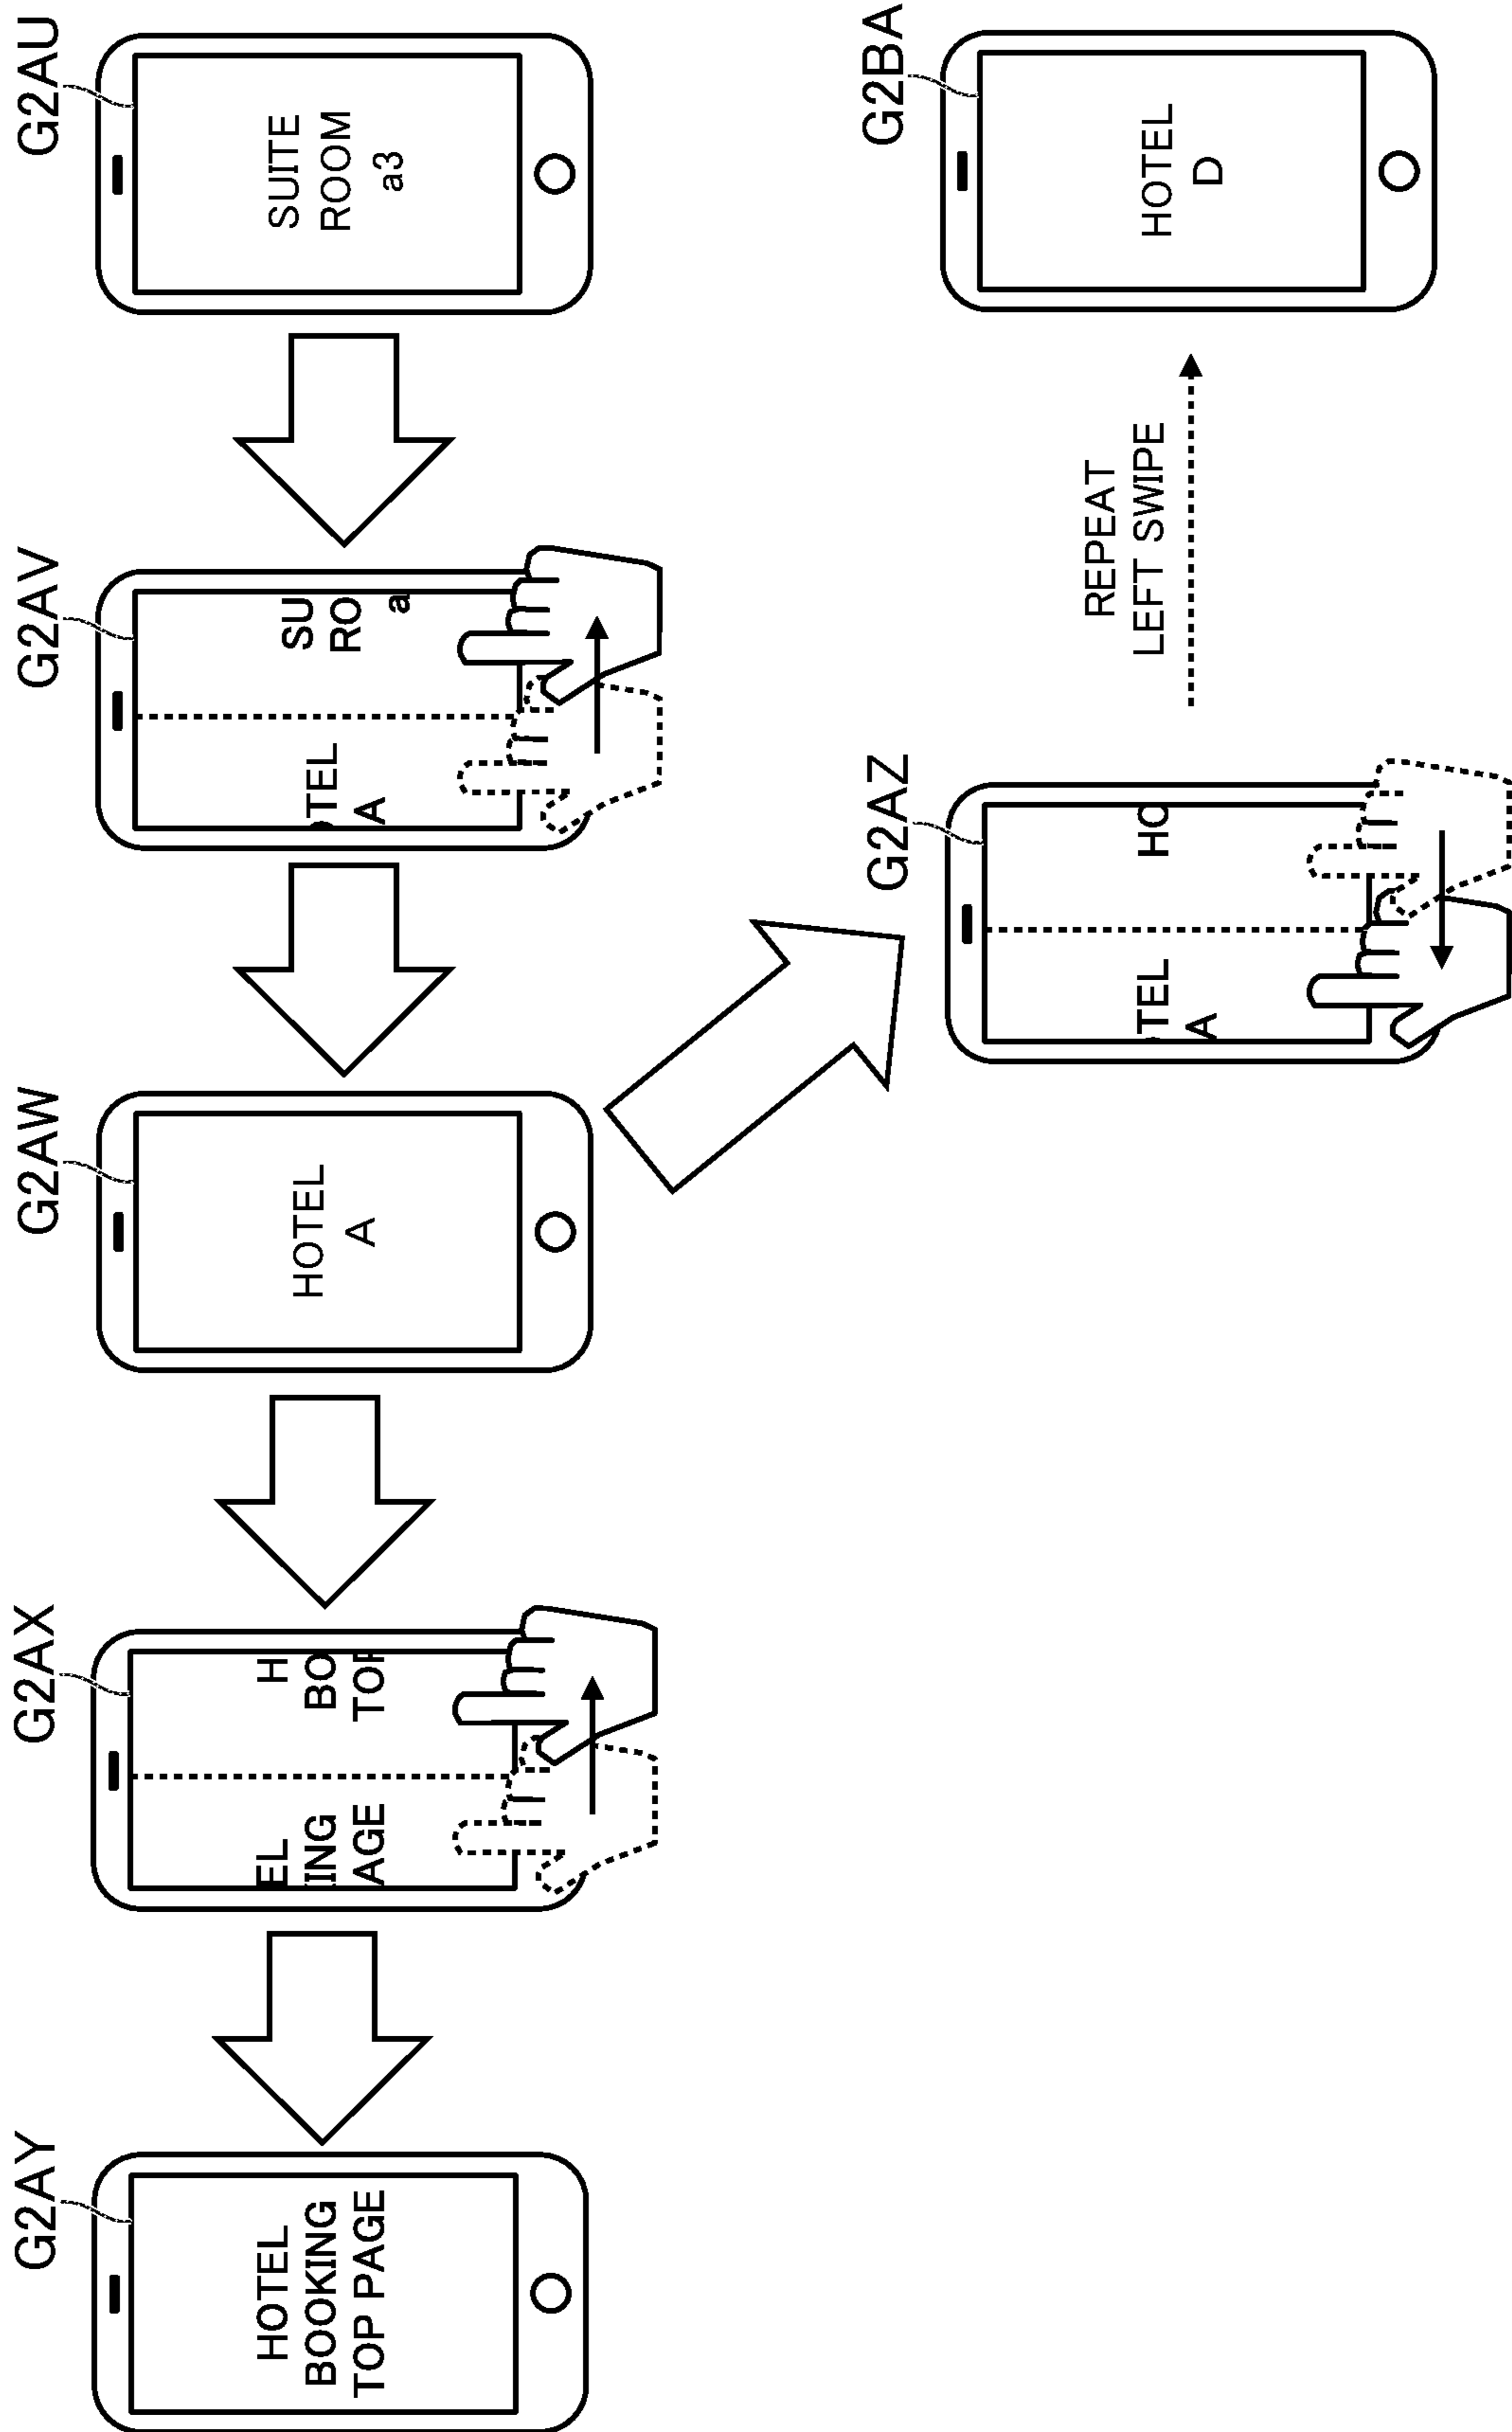 G2AY
HOTEL
BOOKING
TOP PAGE
G2AX
EL
ING
AGE
H
BO
TOP
G2AW
HOTEL
A
G2AV
TEL
A
SU
RO
a
G2AU
SUITE
ROOM
a3
G2AZ
TEL
A
HO
REPEAT
LEFT SWIPE
G2BA
HOTEL
D